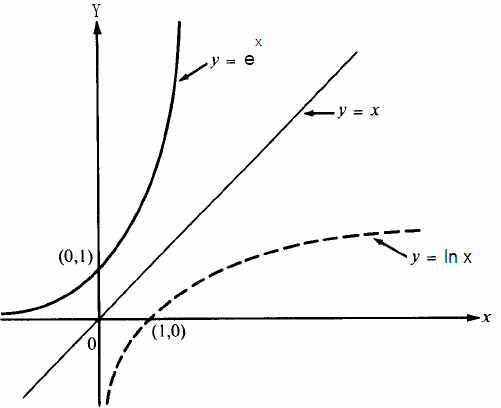 Y
y = e^x
y = x
(0,1)
y = ln x
x
0
(1,0)